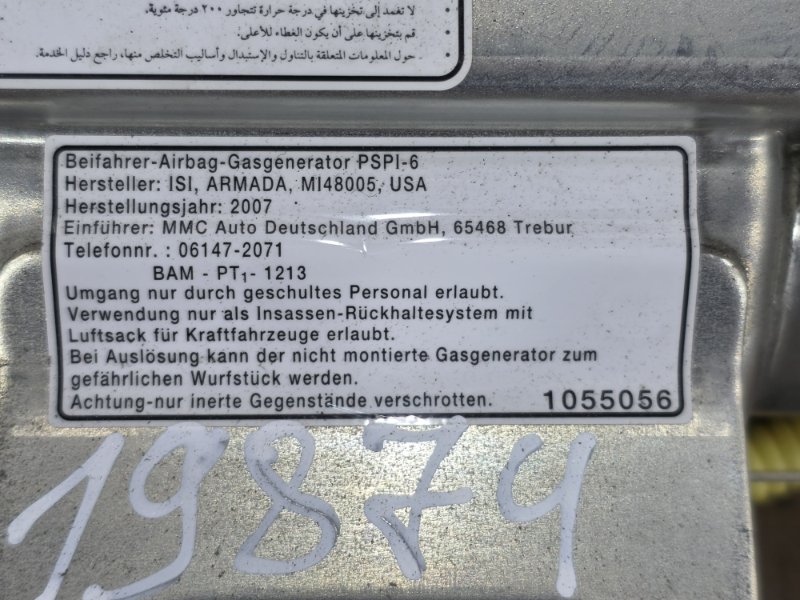 لا تعمد إلى تخزينها في درجة حرارة تتجاوز ٢٠٠ درجة مئوية.
قم بتخزينها على أن يكون الغطاء للأعلى.
حول المعلومات المتعلقة بالتناول والإستبدال وأساليب التخلص منها، راجع دليل الخدمة.
Beifahrer-Airbag-Gasgenerator PSPI-6
Hersteller: ISI, ARMADA, MI48005, USA
Herstellungsjahr: 2007
Einführer: MMC Auto Deutschland GmbH, 65468 Trebur
Telefonnr. : 06147-2071
BAM - PT₁- 1213
Umgang nur durch geschultes Personal erlaubt.
Verwendung nur als Insassen-Rückhaltesystem mit
Luftsack für Kraftfahrzeuge erlaubt.
Bei Auslösung kann der nicht montierte Gasgenerator zum
gefährlichen Wurfstück werden.
Achtung-nur inerte Gegenstände verschrotten. 1055056
19874